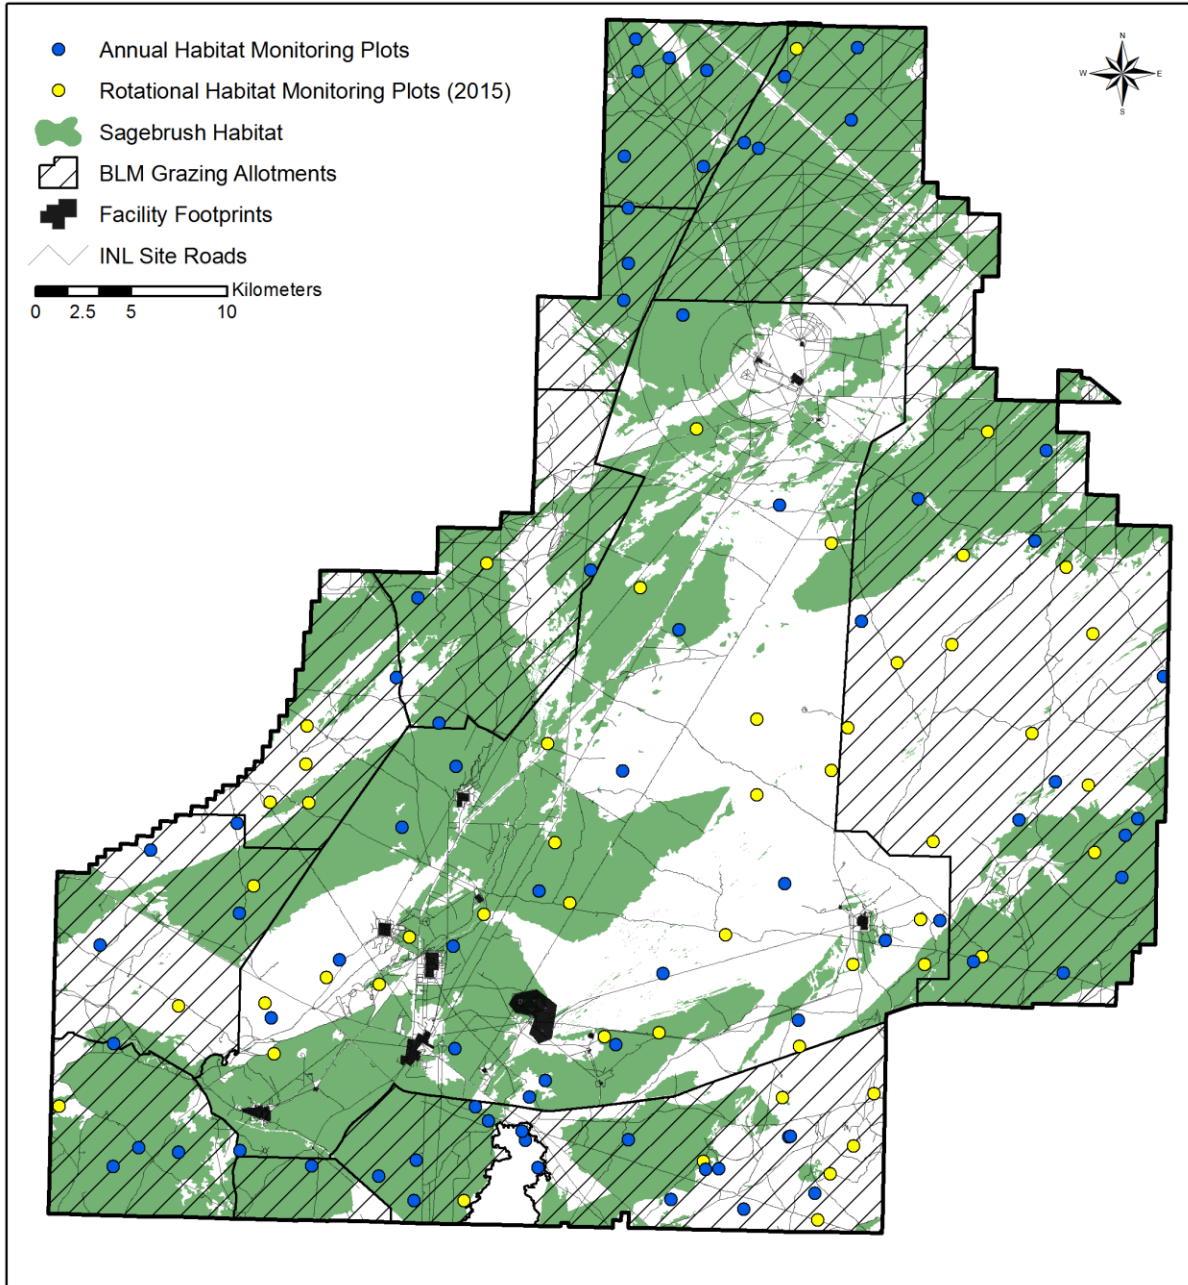 Annual Habitat Monitoring Plots
Rotational Habitat Monitoring Plots (2015)
Sagebrush Habitat
BLM Grazing Allotments
Facility Footprints
INL Site Roads
Kilometers
0 2.5 5 10
N
W E
S